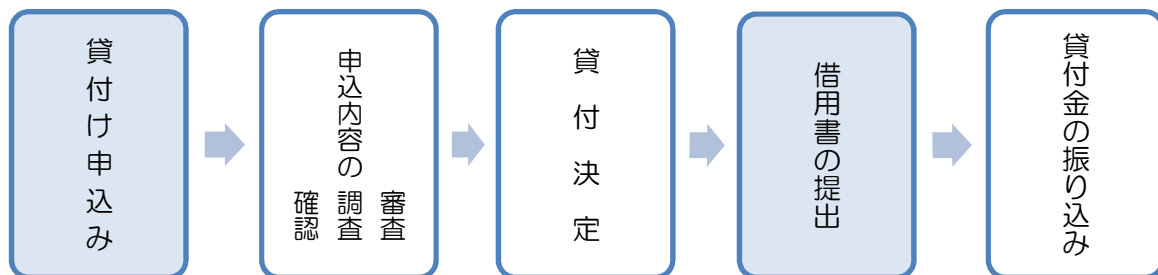 貸付け申込み
申込内容の
審査
調査
確認
貸付決定
借用書の提出
貸付金の振り込み